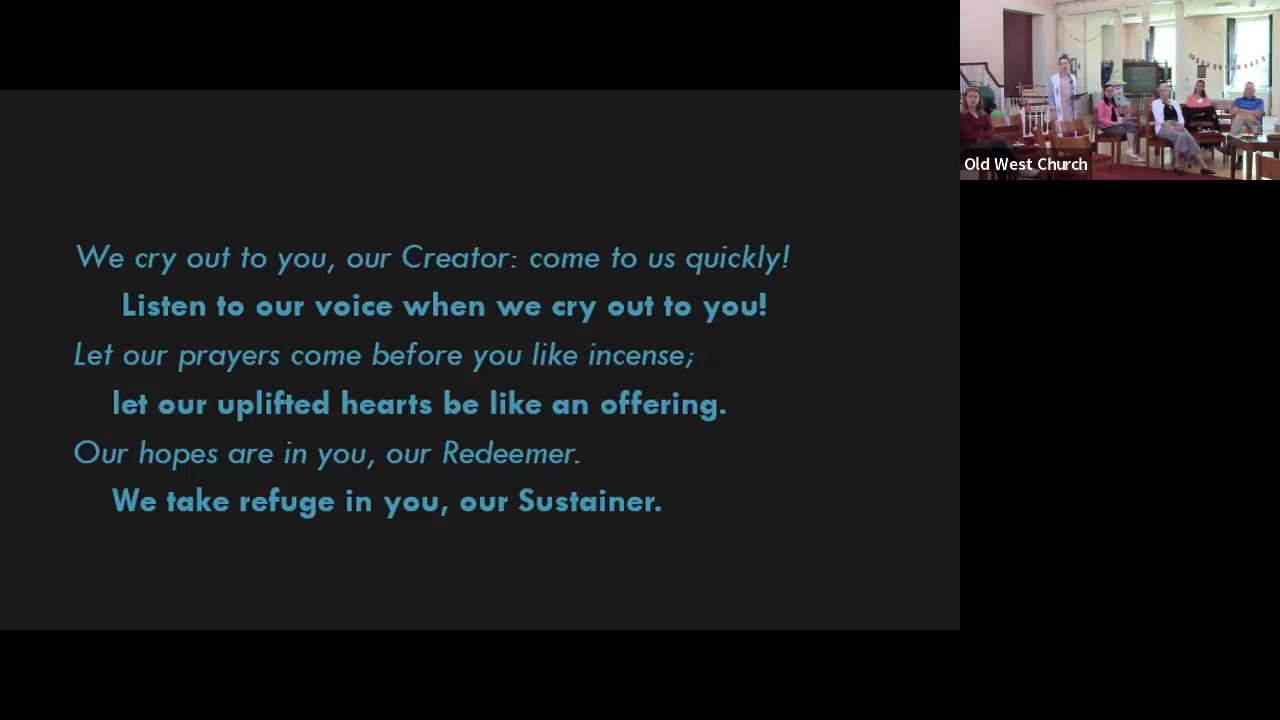 We cry out to you, our Creator: come to us quickly!
Listen to our voice when we cry out to you!
Let our prayers come before you like incense;
let our uplifted hearts be like an offering.
Our hopes are in you, our Redeemer.
We take refuge in you, our Sustainer.
Old West Church